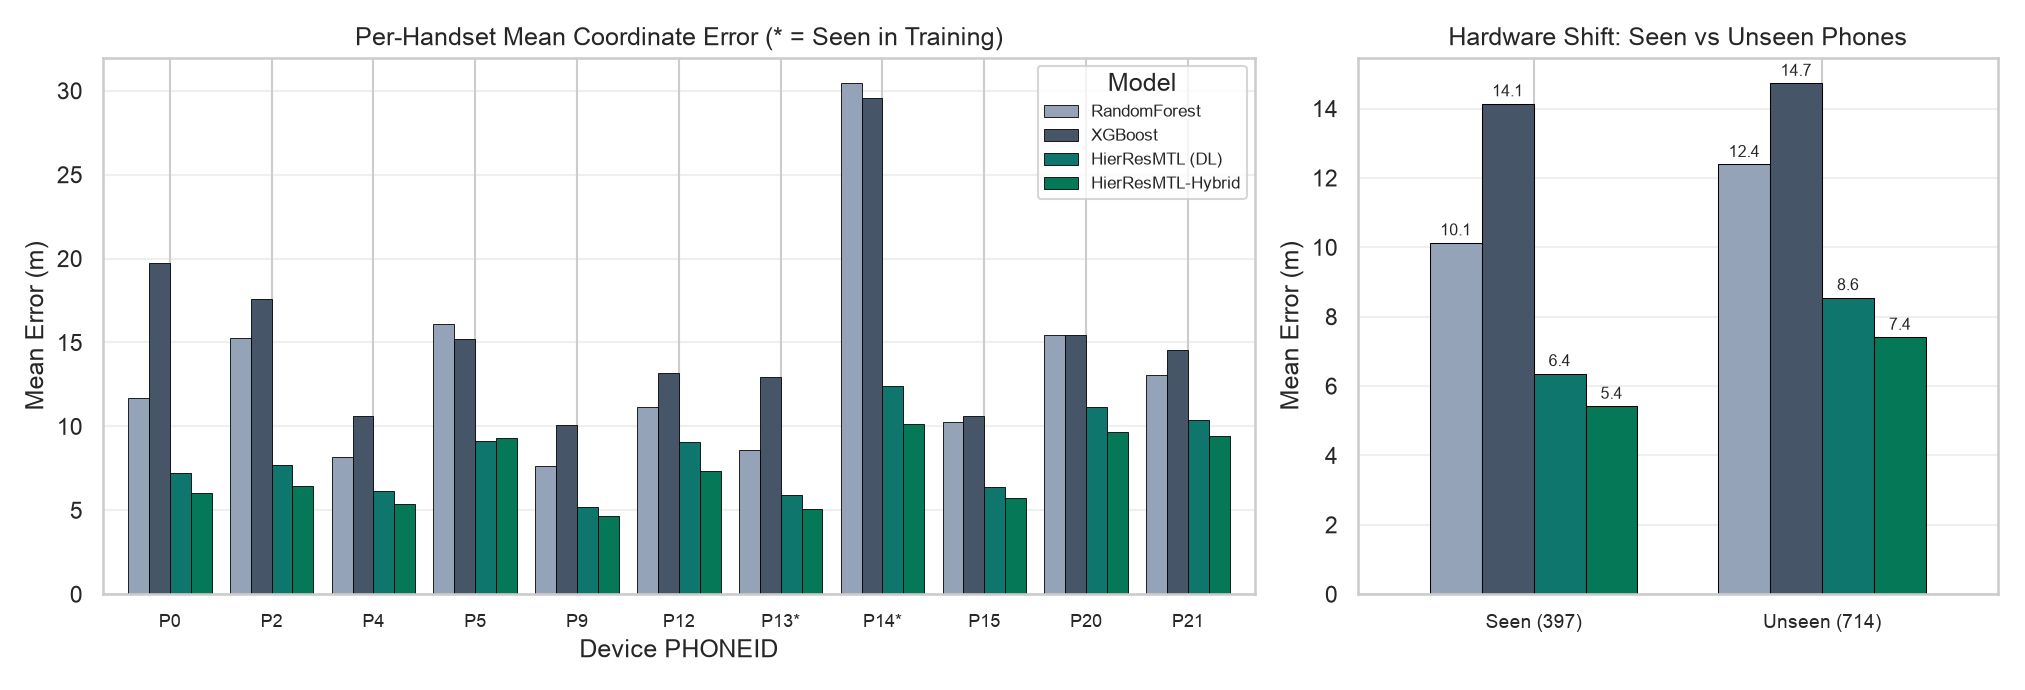 Per-Handset Mean Coordinate Error (* = Seen in Training)
Mean Error (m)
30
25
20
15
10
5
0
Model
RandomForest
XGBoost
HierResMTL (DL)
HierResMTL-Hybrid
P0 P2 P4 P5 P9 P12 P13* P14* P15 P20 P21
Device PHONEID
Hardware Shift: Seen vs Unseen Phones
Mean Error (m)
14
12
10
8
6
4
2
0
10.1
14.1
6.4
5.4
12.4
14.7
8.6
7.4
Seen (397) Unseen (714)